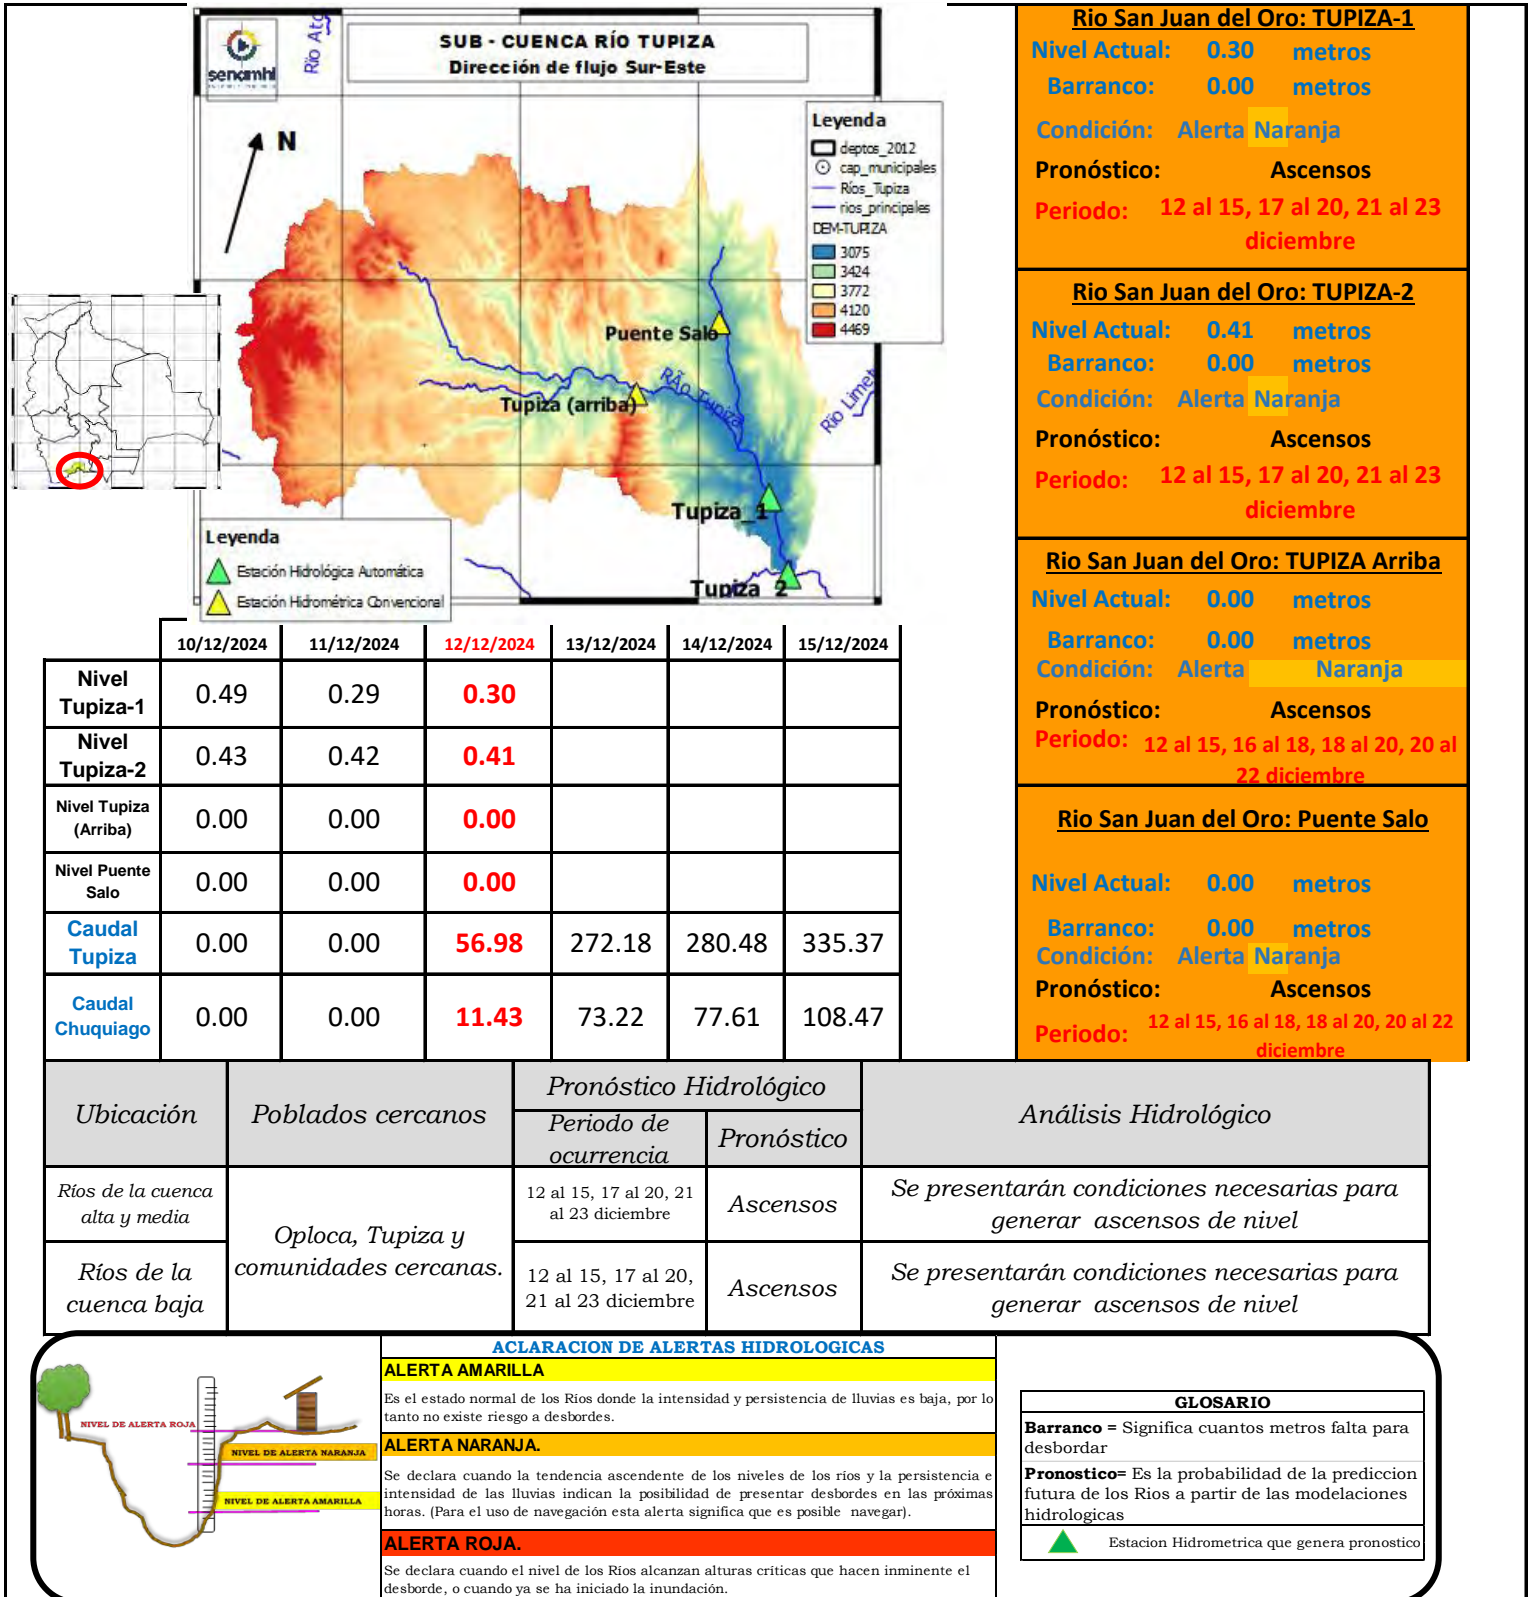 senamhi
Río Ato
SUB - CUENCA RÍO TUPIZA
Dirección de flujo Sur-Este
N
Leyenda
deptos_2012
cap_municipales
Ríos_Tupiza
rios_principales
DEM-TUPIZA
3075
3424
3772
4120
4469
Puente Salo
RÃ­o Tupiza
Tupiza (arriba)
Río Limet
Tupiza_1
Tupiza_2
Leyenda
Estación Hidrológica Automática
Estación Hidrométrica Convencional
Rio San Juan del Oro: TUPIZA-1
Nivel Actual: 0.30 metros
Barranco: 0.00 metros
Condición: Alerta Naranja
Pronóstico: Ascensos
Periodo: 12 al 15, 17 al 20, 21 al 23
diciembre
Rio San Juan del Oro: TUPIZA-2
Nivel Actual: 0.41 metros
Barranco: 0.00 metros
Condición: Alerta Naranja
Pronóstico: Ascensos
Periodo: 12 al 15, 17 al 20, 21 al 23
diciembre
Rio San Juan del Oro: TUPIZA Arriba
Nivel Actual: 0.00 metros
Barranco: 0.00 metros
Condición: Alerta Naranja
Pronóstico: Ascensos
Periodo: 12 al 15, 16 al 18, 18 al 20, 20 al
22 diciembre
Rio San Juan del Oro: Puente Salo
Nivel Actual: 0.00 metros
Barranco: 0.00 metros
Condición: Alerta Naranja
Pronóstico: Ascensos
Periodo: 12 al 15, 16 al 18, 18 al 20, 20 al 22
diciembre
10/12/2024 11/12/2024 12/12/2024 13/12/2024 14/12/2024 15/12/2024
Nivel
Tupiza-1 0.49 0.29 0.30
Nivel
Tupiza-2 0.43 0.42 0.41
Nivel Tupiza
(Arriba) 0.00 0.00 0.00
Nivel Puente
Salo 0.00 0.00 0.00
Caudal
Tupiza 0.00 0.00 56.98 272.18 280.48 335.37
Caudal
Chuquiago 0.00 0.00 11.43 73.22 77.61 108.47
Ubicación
Poblados cercanos
Pronóstico Hidrológico
Periodo de
ocurrencia
Pronóstico
Análisis Hidrológico
Ríos de la cuenca
alta y media
Oploca, Tupiza y
comunidades cercanas.
12 al 15, 17 al 20, 21
al 23 diciembre
Ascensos
Se presentarán condiciones necesarias para
generar ascensos de nivel
Ríos de la
cuenca baja
12 al 15, 17 al 20,
21 al 23 diciembre
Ascensos
Se presentarán condiciones necesarias para
generar ascensos de nivel
NIVEL DE ALERTA ROJA
NIVEL DE ALERTA NARANJA
NIVEL DE ALERTA AMARILLA
ACLARACION DE ALERTAS HIDROLOGICAS
ALERTA AMARILLA
Es el estado normal de los Ríos donde la intensidad y persistencia de lluvias es baja, por lo
tanto no existe riesgo a desbordes.
ALERTA NARANJA.
Se declara cuando la tendencia ascendente de los niveles de los ríos y la persistencia e
intensidad de las lluvias indican la posibilidad de presentar desbordes en las próximas
horas. (Para el uso de navegación esta alerta significa que es posible navegar).
ALERTA ROJA.
Se declara cuando el nivel de los Ríos alcanzan alturas críticas que hacen inminente el
desborde, o cuando ya se ha iniciado la inundación.
GLOSARIO
Barranco = Significa cuantos metros falta para
desbordar
Pronostico= Es la probabilidad de la prediccion
futura de los Rios a partir de las modelaciones
hidrologicas
Estacion Hidrometrica que genera pronostico